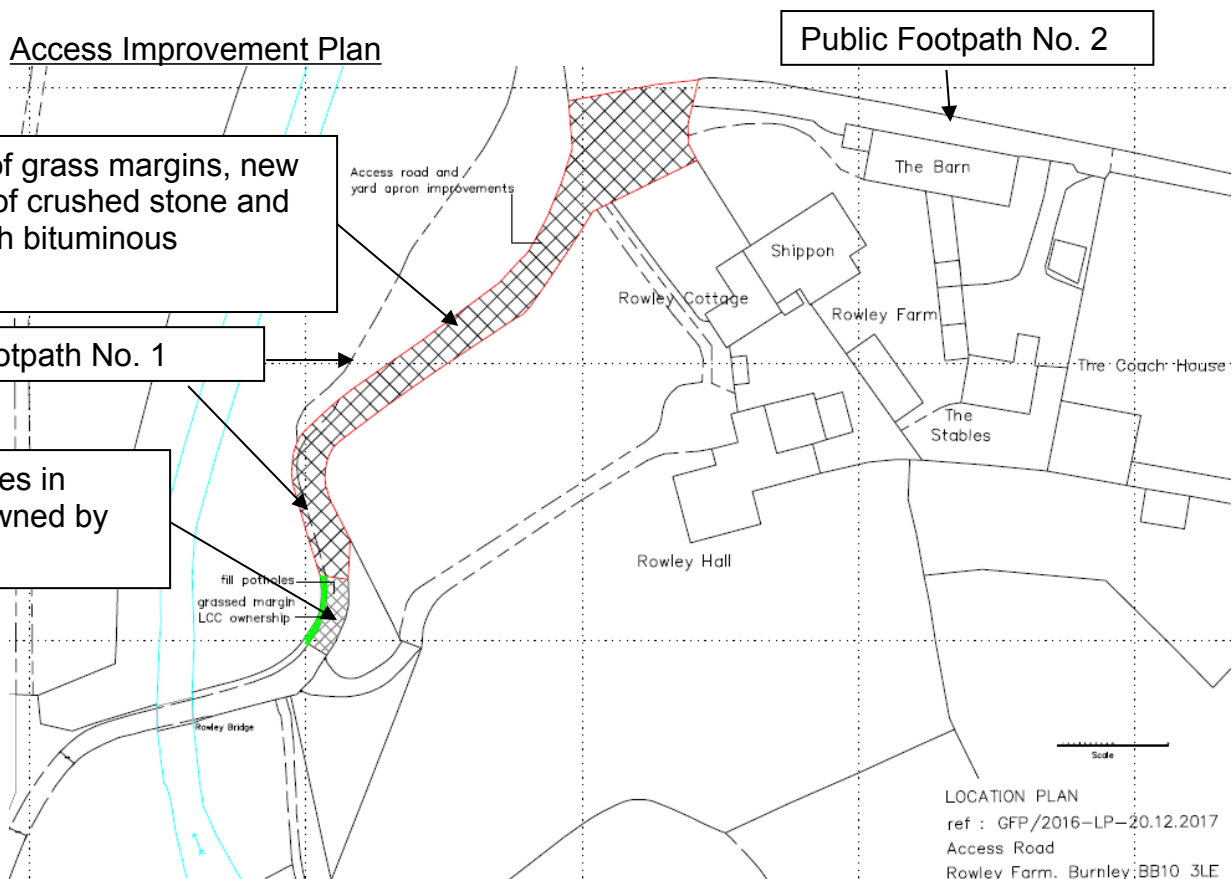 Access Improvement Plan
Public Footpath No. 2
of grass margins, new
of crushed stone and
h bituminous
Access road and
yard apron improvements
The Barn
Shippon
Rowley Cottage
Rowley Farm
otpath No. 1
The Coach House
The
Stables
es in
wned by
Rowley Hall
fill potholes
grassed margin
LCC ownership
Rowley Bridge
Scale
LOCATION PLAN
ref : GFP/2016-LP-20.12.2017
Access Road
Rowley Farm. Burnley BB10 3LE